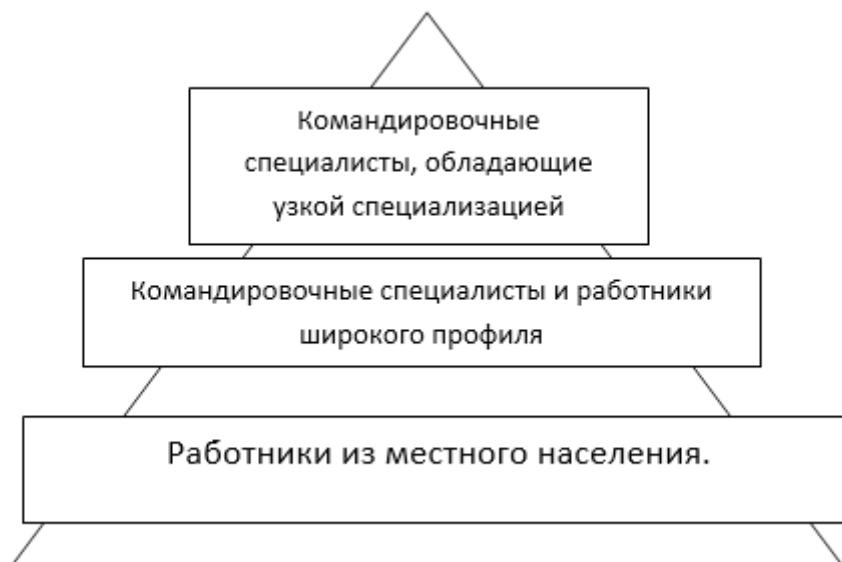 Командировочные
специалисты, обладающие
узкой специализацией
Командировочные специалисты и работники
широкого профиля
Работники из местного населения.